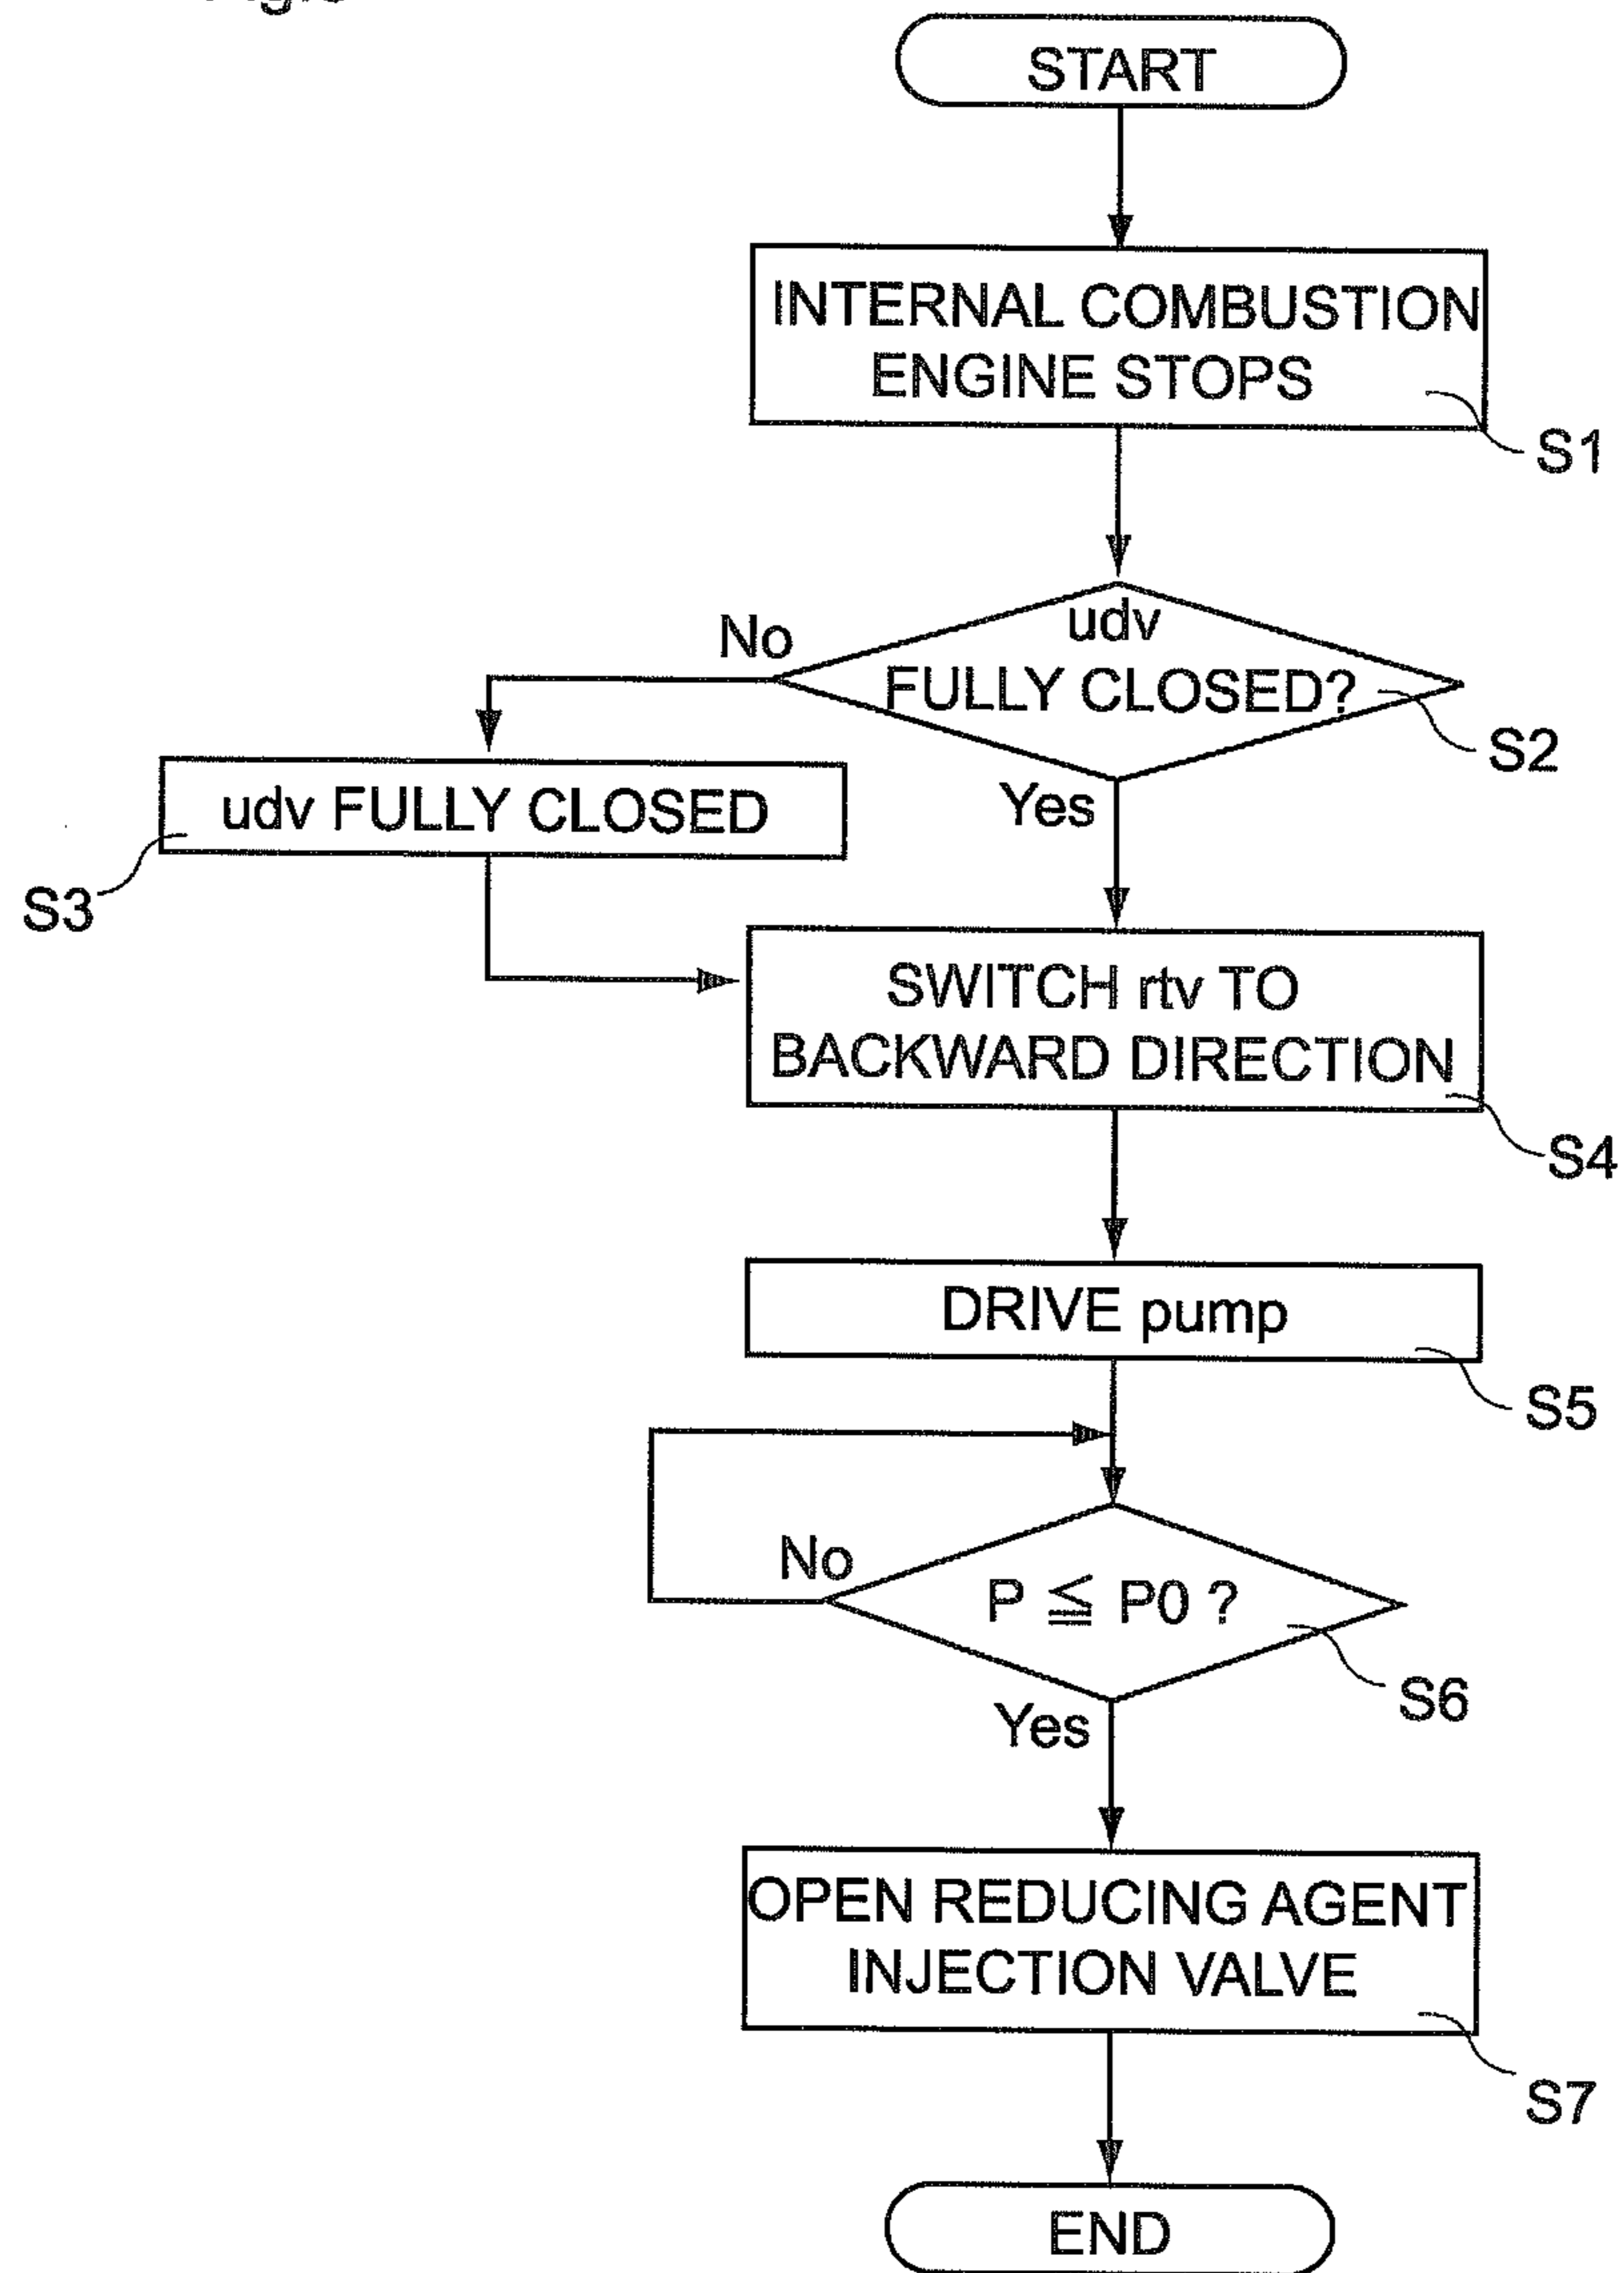 START
INTERNAL COMBUSTION
ENGINE STOPS
S1
udv
FULLY CLOSED?
No
S2
Yes
udv FULLY CLOSED
S3
SWITCH rtv TO
BACKWARD DIRECTION
S4
DRIVE pump
S5
No
P ≦ P0 ?
S6
Yes
OPEN REDUCING AGENT
INJECTION VALVE
S7
END